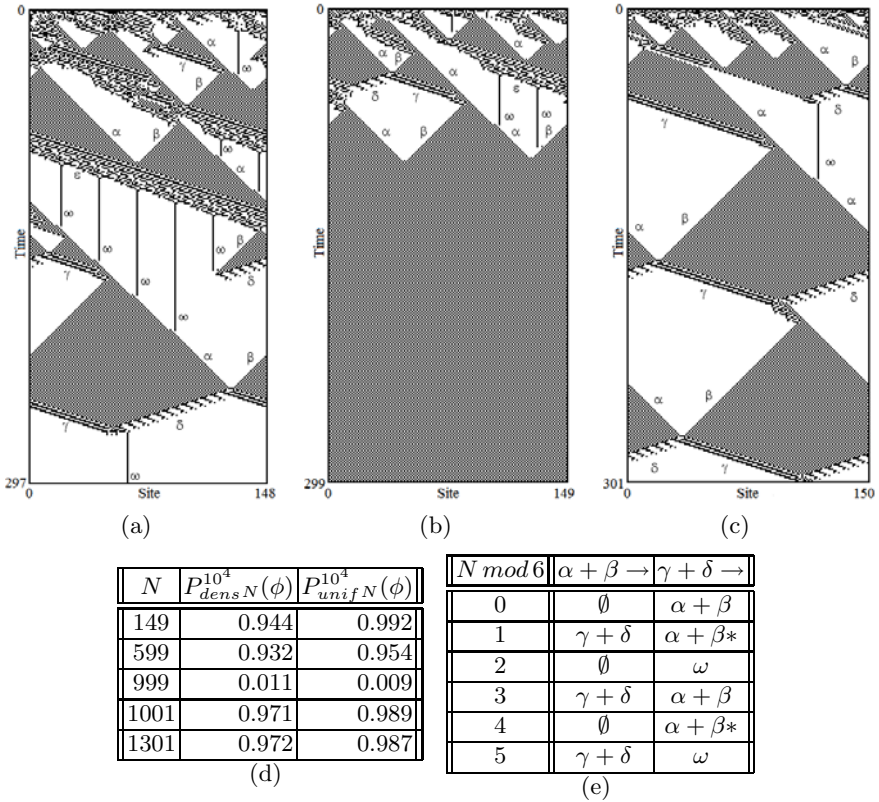 0
0
0
α
α
α
γ
ω
β
α
β
α
α
ω
β
δ
γ
ε
ω
ω
α
β
δ
α
γ
ω
α
β
ω
α
ε
ω
ω
β
γ
δ
ω
ω
α
β
γ
δ
ω
α
β
α
γ
δ
α
β
δ
γ
Time
Time
Time
297
299
301
0 Site 148
0 Site 149
0 Site 150
(a)
(b)
(c)
N P^{10^4}_{dens N}(ϕ) P^{10^4}_{unif N}(ϕ)
149 0.944 0.992
599 0.932 0.954
999 0.011 0.009
1001 0.971 0.989
1301 0.972 0.987
(d)
N mod 6 α + β → γ + δ →
0 ∅ α + β
1 γ + δ α + β*
2 ∅ ω
3 γ + δ α + β
4 ∅ α + β*
5 γ + δ ω
(e)